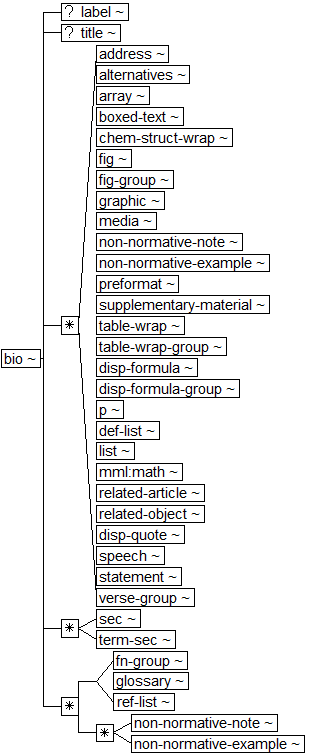 ? label ~
? title ~
address ~
alternatives ~
array ~
boxed-text ~
chem-struct-wrap ~
fig ~
fig-group ~
graphic ~
media ~
non-normative-note ~
non-normative-example ~
preformat ~
supplementary-material ~
* table-wrap ~
table-wrap-group ~
bio ~ disp-formula ~
disp-formula-group ~
p ~
def-list ~
list ~
mml:math ~
related-article ~
related-object ~
disp-quote ~
speech ~
statement ~
verse-group ~
sec ~
*
term-sec ~
fn-group ~
glossary ~
* ref-list ~
non-normative-note ~
*
non-normative-example ~